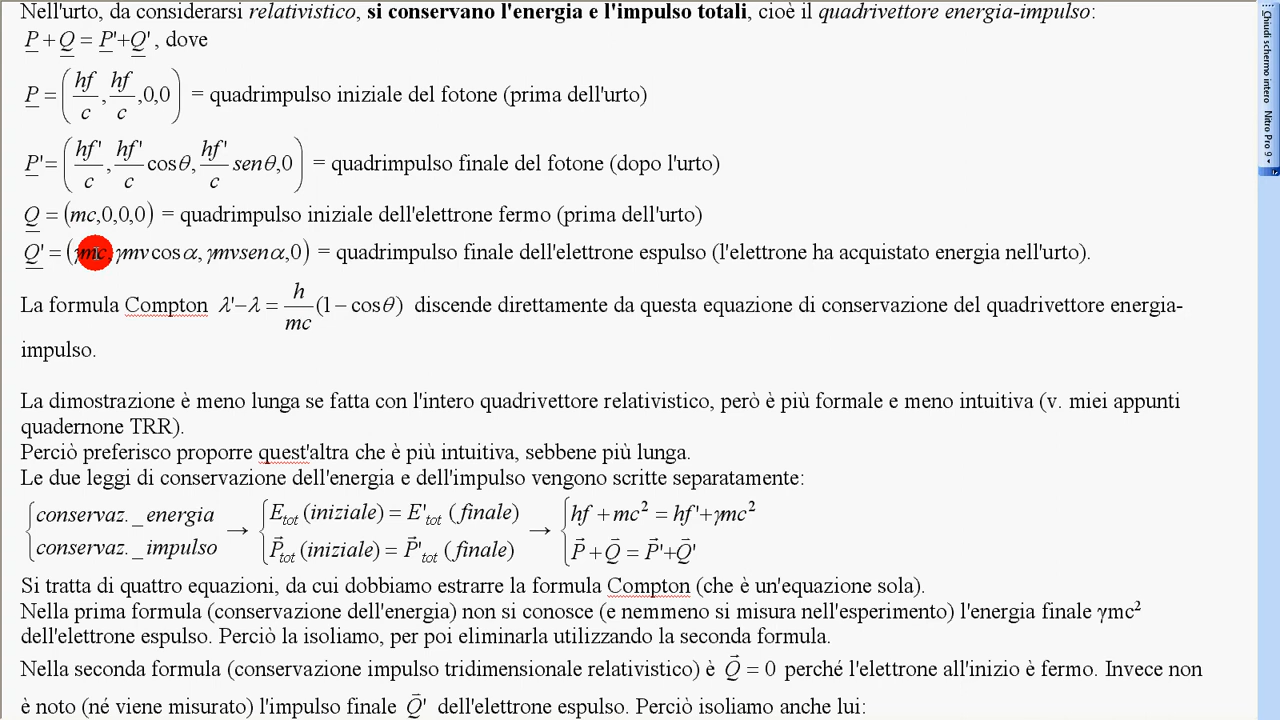 Nell'urto, da considerarsi relativistico, si conservano l'energia e l'impulso totali, cioè il quadrivettore energia-impulso:
P + Q = P'+Q' , dove
P = (hf/c, hf/c, 0,0) = quadrimpulso iniziale del fotone (prima dell'urto)
P'= (hf'/c, hf'/c cosθ, hf'/c senθ,0) = quadrimpulso finale del fotone (dopo l'urto)
Q = (mc,0,0,0) = quadrimpulso iniziale dell'elettrone fermo (prima dell'urto)
Q' = (γmc, γmv cosα, γmvsenα,0) = quadrimpulso finale dell'elettrone espulso (l'elettrone ha acquistato energia nell'urto).
La formula Compton λ'−λ = h/mc (1 − cosθ) discende direttamente da questa equazione di conservazione del quadrivettore energia-
impulso.
La dimostrazione è meno lunga se fatta con l'intero quadrivettore relativistico, però è più formale e meno intuitiva (v. miei appunti
quadernone TRR).
Perciò preferisco proporre quest'altra che è più intuitiva, sebbene più lunga.
Le due leggi di conservazione dell'energia e dell'impulso vengono scritte separatamente:
{conservaz._energia → {E_tot (iniziale) = E'_tot (finale) → {hf + mc² = hf'+γmc²
conservaz._impulso P⃗_tot (iniziale) = P⃗'_tot (finale) P⃗ + Q⃗ = P⃗'+Q⃗'
Si tratta di quattro equazioni, da cui dobbiamo estrarre la formula Compton (che è un'equazione sola).
Nella prima formula (conservazione dell'energia) non si conosce (e nemmeno si misura nell'esperimento) l'energia finale γmc²
dell'elettrone espulso. Perciò la isoliamo, per poi eliminarla utilizzando la seconda formula.
Nella seconda formula (conservazione impulso tridimensionale relativistico) è Q⃗ = 0 perché l'elettrone all'inizio è fermo. Invece non
è noto (né viene misurato) l'impulso finale Q⃗' dell'elettrone espulso. Perciò isoliamo anche lui:
Chiudi schermo intero
Nitro Pro 9